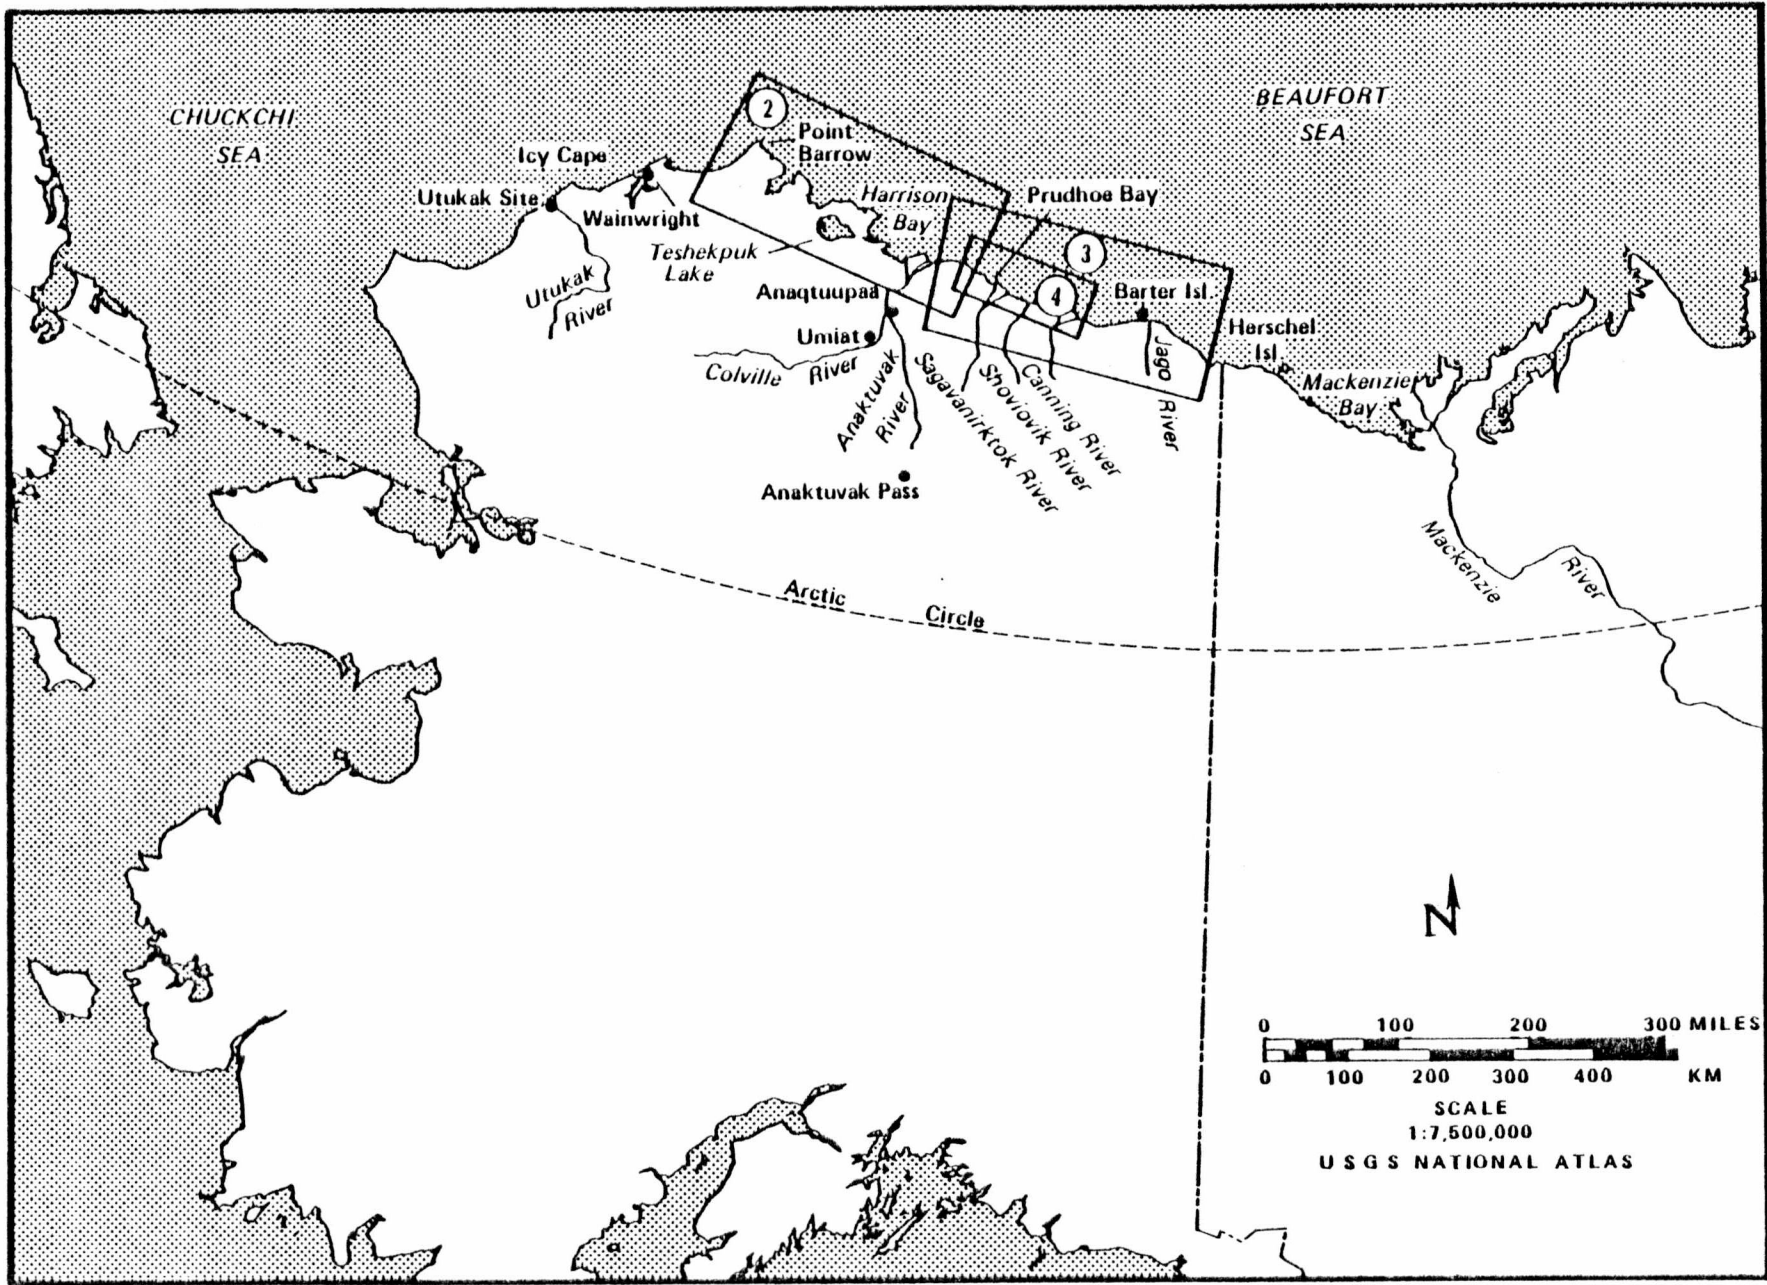 CHUCKCHI
SEA
BEAUFORT
SEA
2
Point
Barrow
Icy Cape
Utukak Site
Wainwright
Harrison
Bay
Prudhoe Bay
3
Teshekpuk
Lake
Utukak
River
Anaqtuupaa
4
Barter Isl.
Umiat
Herschel
Isl.
Colville River
Mackenzie
Bay
Anaktuvak
River
Sagavanirktok River
Shoviovik River
Canning River
Jago River
Anaktuvak Pass
Mackenzie River
Arctic Circle
N
0 100 200 300 MILES
0 100 200 300 400 KM
SCALE
1:7,500,000
USGS NATIONAL ATLAS